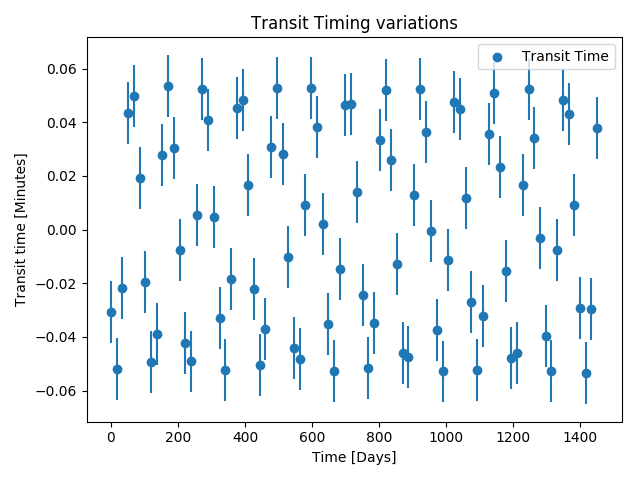 Transit Timing variations
Transit Time
Transit time [Minutes]
0.06
0.04
0.02
0.00
−0.02
−0.04
−0.06
0 200 400 600 800 1000 1200 1400
Time [Days]